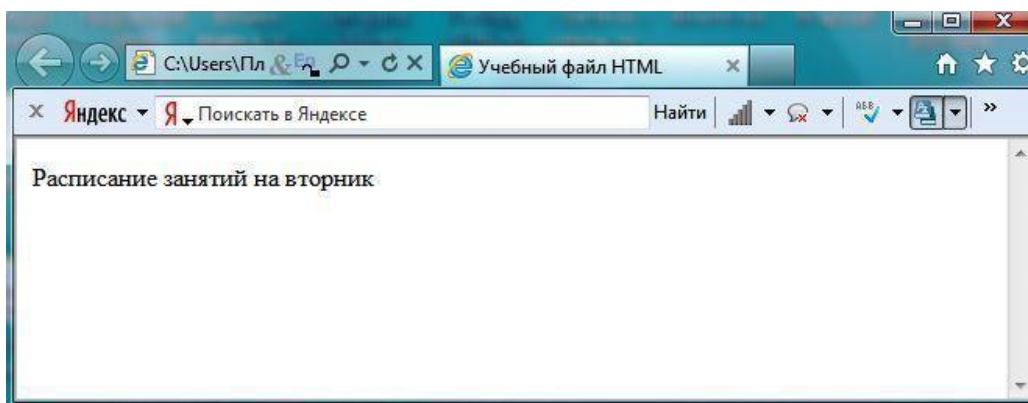 C:\Users\Пл
Учебный файл HTML
Яндекс Я Поискать в Яндексе Найти
Расписание занятий на вторник